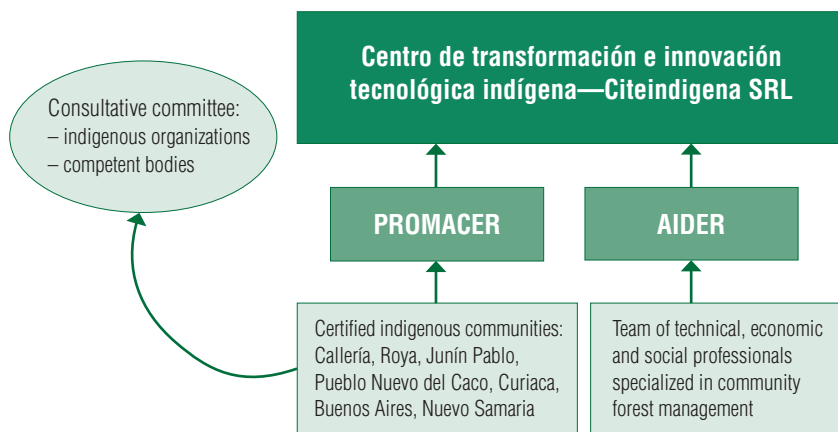 Centro de transformación e innovación
tecnológica indígena—Citeindigena SRL
Consultative committee:
– indigenous organizations
– competent bodies
PROMACER
AIDER
Certified indigenous communities:
Callería, Roya, Junín Pablo,
Pueblo Nuevo del Caco, Curiaca,
Buenos Aires, Nuevo Samaria
Team of technical, economic
and social professionals
specialized in community
forest management